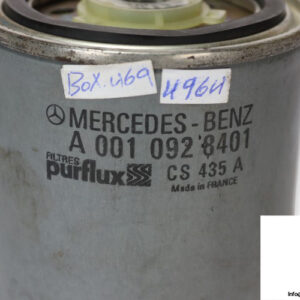 BOX.469
4964
MERCEDES-BENZ
A 001 092 8401
FILTRES
purflux CS 435 A
Made in FRANCE